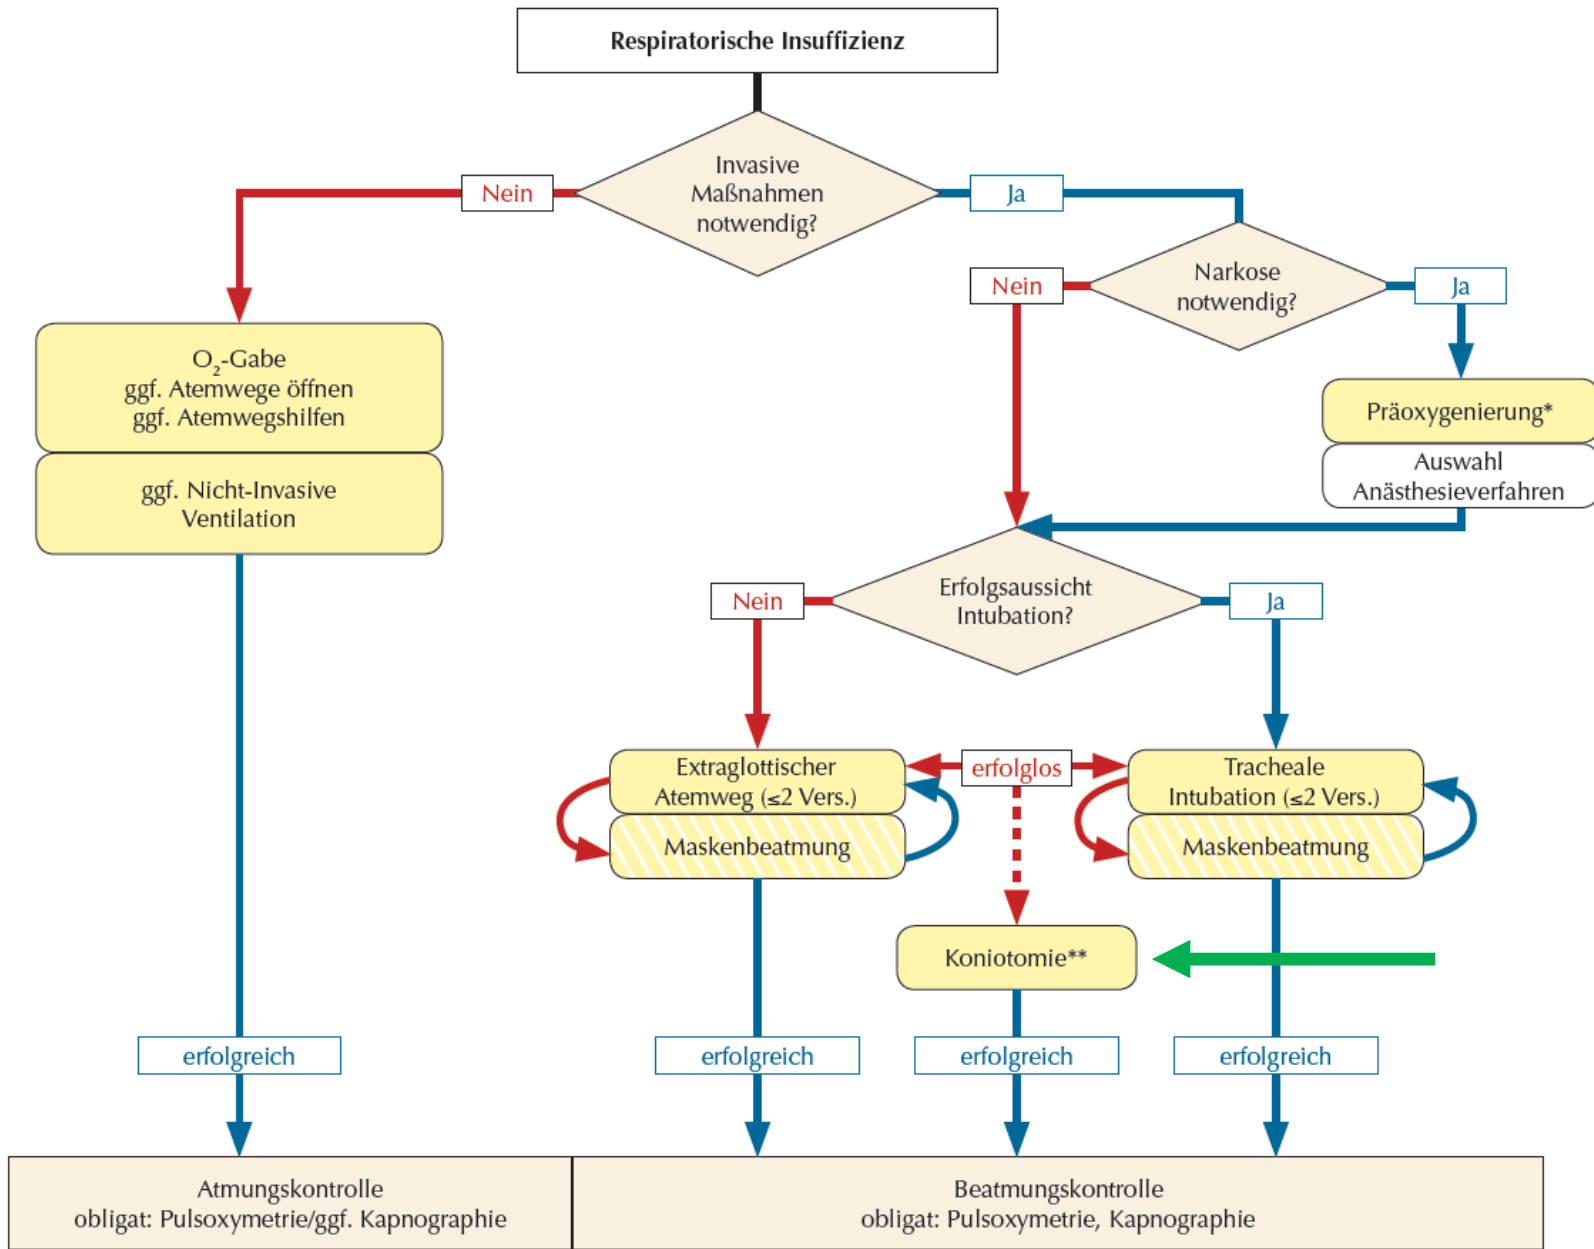 Respiratorische Insuffizienz
Invasive
Maßnahmen
notwendig?
Nein
Ja
Narkose
notwendig?
Nein
Ja
O₂-Gabe
ggf. Atemwege öffnen
ggf. Atemwegshilfen
ggf. Nicht-Invasive
Ventilation
Präoxygenierung*
Auswahl
Anästhesieverfahren
Erfolgsaussicht
Intubation?
Nein
Ja
Extraglottischer
Atemweg (≤2 Vers.)
Maskenbeatmung
erfolglos
Tracheale
Intubation (≤2 Vers.)
Maskenbeatmung
Koniotomie**
erfolgreich
erfolgreich
erfolgreich
erfolgreich
Atmungskontrolle
obligat: Pulsoxymetrie/ggf. Kapnographie
Beatmungskontrolle
obligat: Pulsoxymetrie, Kapnographie